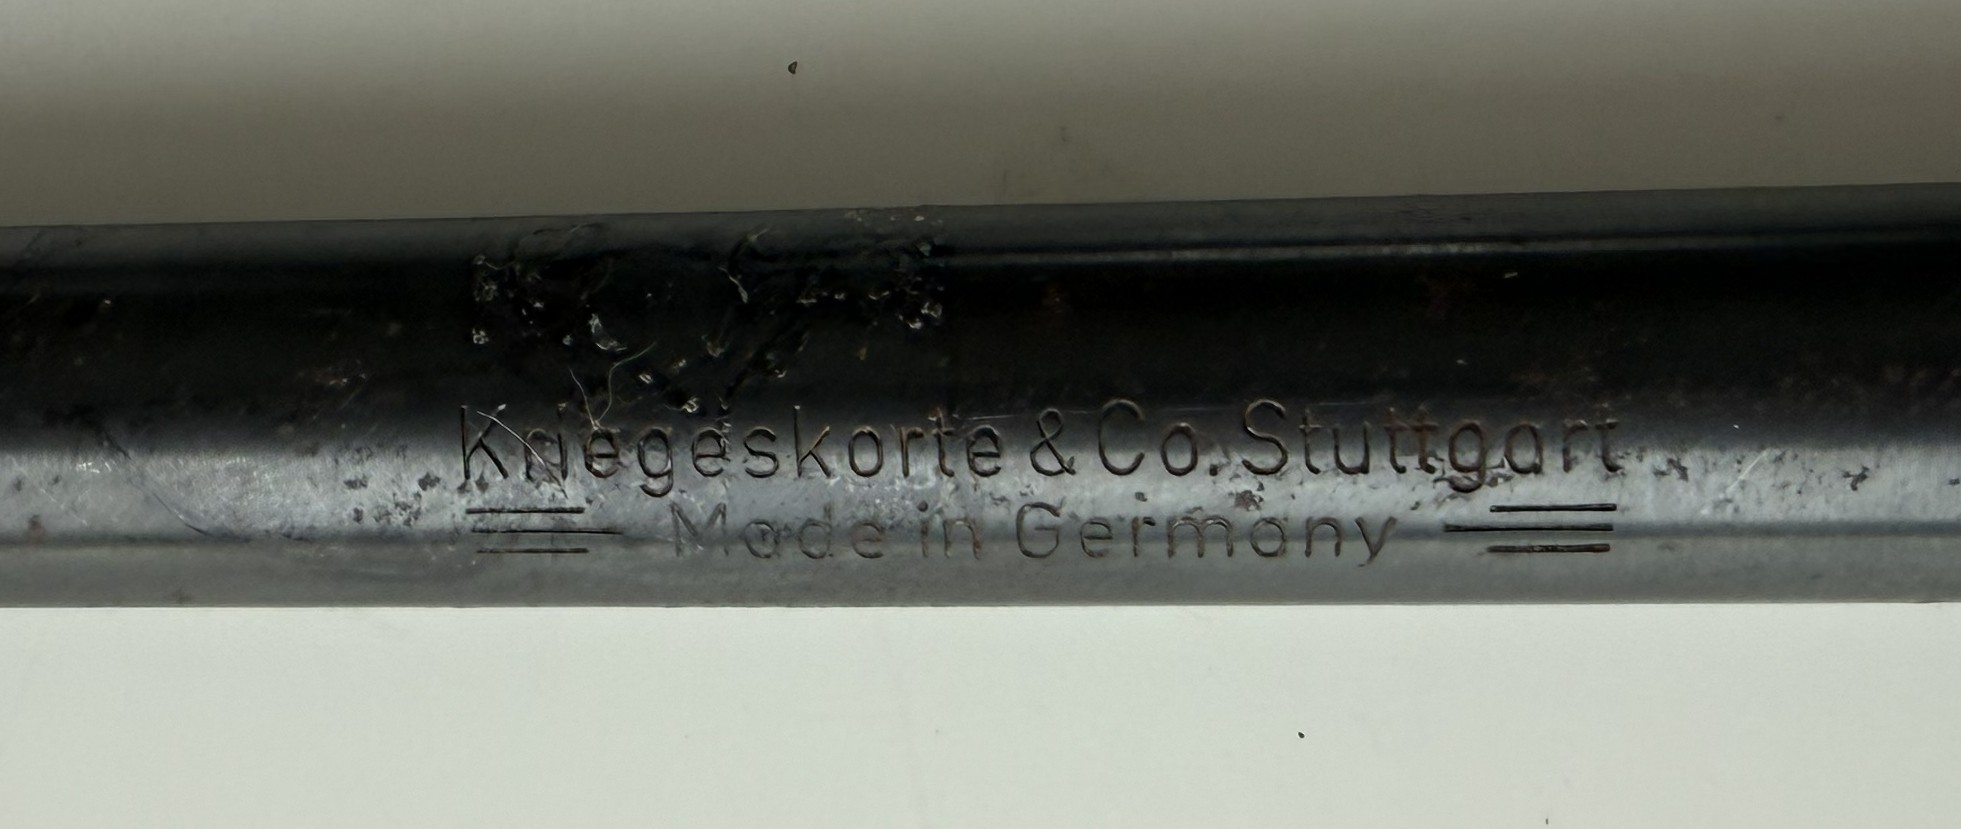 Kriegeskorte & Co. Stuttgart
Made in Germany